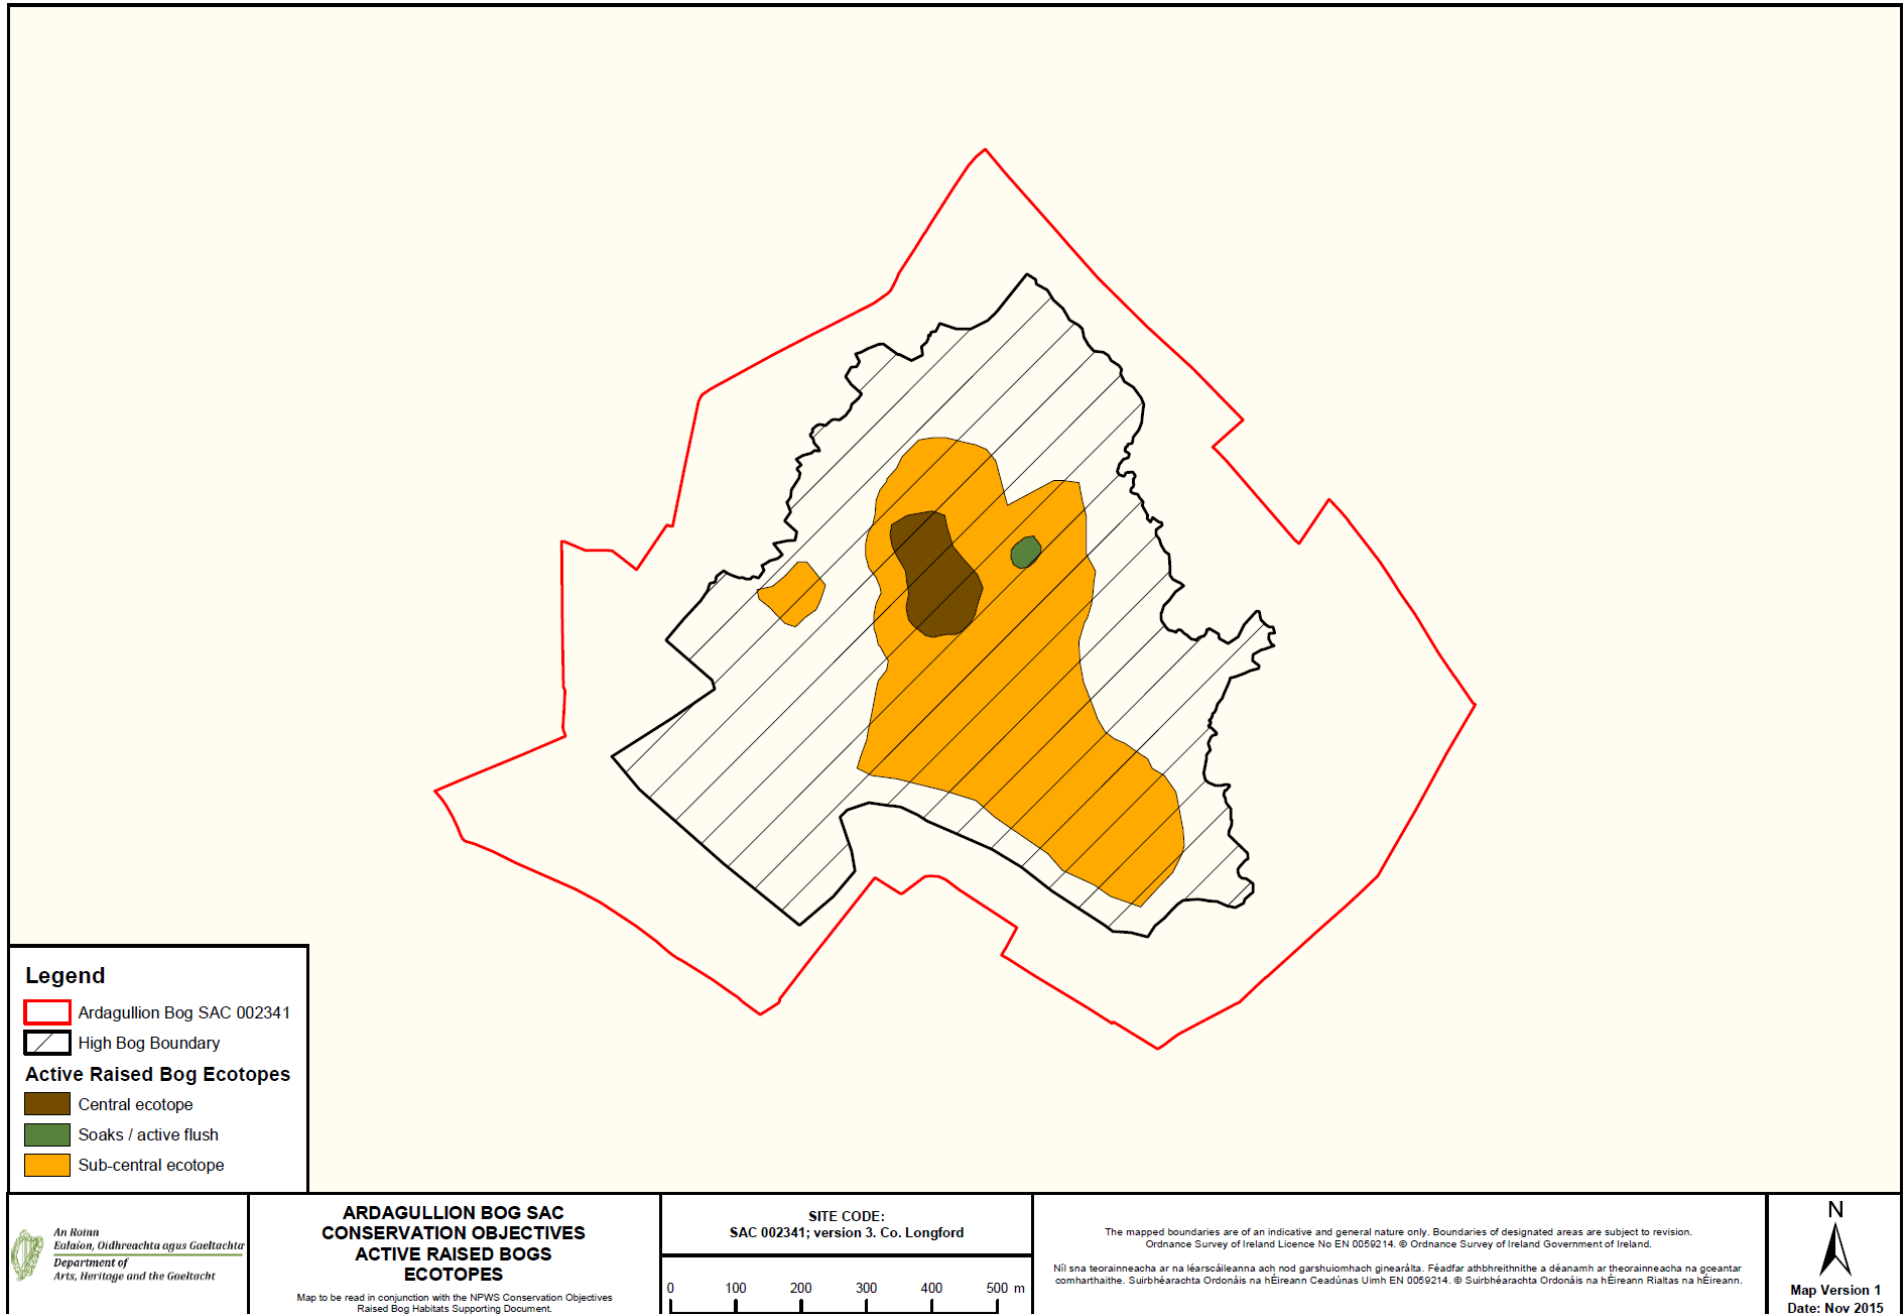 Legend
Ardagullion Bog SAC 002341
High Bog Boundary
Active Raised Bog Ecotopes
Central ecotope
Soaks / active flush
Sub-central ecotope
An Roinn
Ealaíon, Oidhreachta agus Gaeltachta
Department of
Arts, Heritage and the Gaeltacht
ARDAGULLION BOG SAC
CONSERVATION OBJECTIVES
ACTIVE RAISED BOGS
ECOTOPES
Map to be read in conjunction with the NPWS Conservation Objectives
Raised Bog Habitats Supporting Document.
SITE CODE:
SAC 002341; version 3. Co. Longford
0 100 200 300 400 500 m
The mapped boundaries are of an indicative and general nature only. Boundaries of designated areas are subject to revision.
Ordnance Survey of Ireland Licence No EN 0059214. © Ordnance Survey of Ireland Government of Ireland.
Níl sna teorainneacha ar na léarscáileanna ach nod garshuiomhach ginearálta. Féadfar athbhreithnithe a déanamh ar theorainneacha na gceantar
comharthaithe. Suirbhéarachta Ordonáis na hÉireann Ceadúnas Uimh EN 0059214. © Suirbhéarachta Ordonáis na hÉireann Rialtas na hÉireann.
N
Map Version 1
Date: Nov 2015